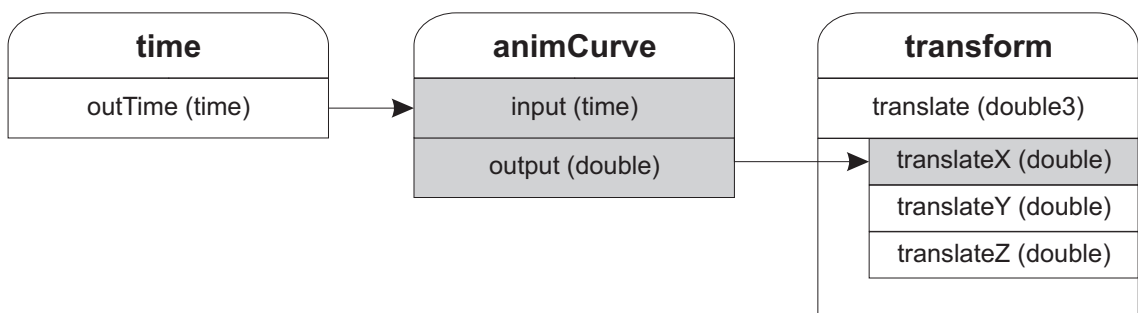 time
outTime (time)
animCurve
input (time)
output (double)
transform
translate (double3)
translateX (double)
translateY (double)
translateZ (double)